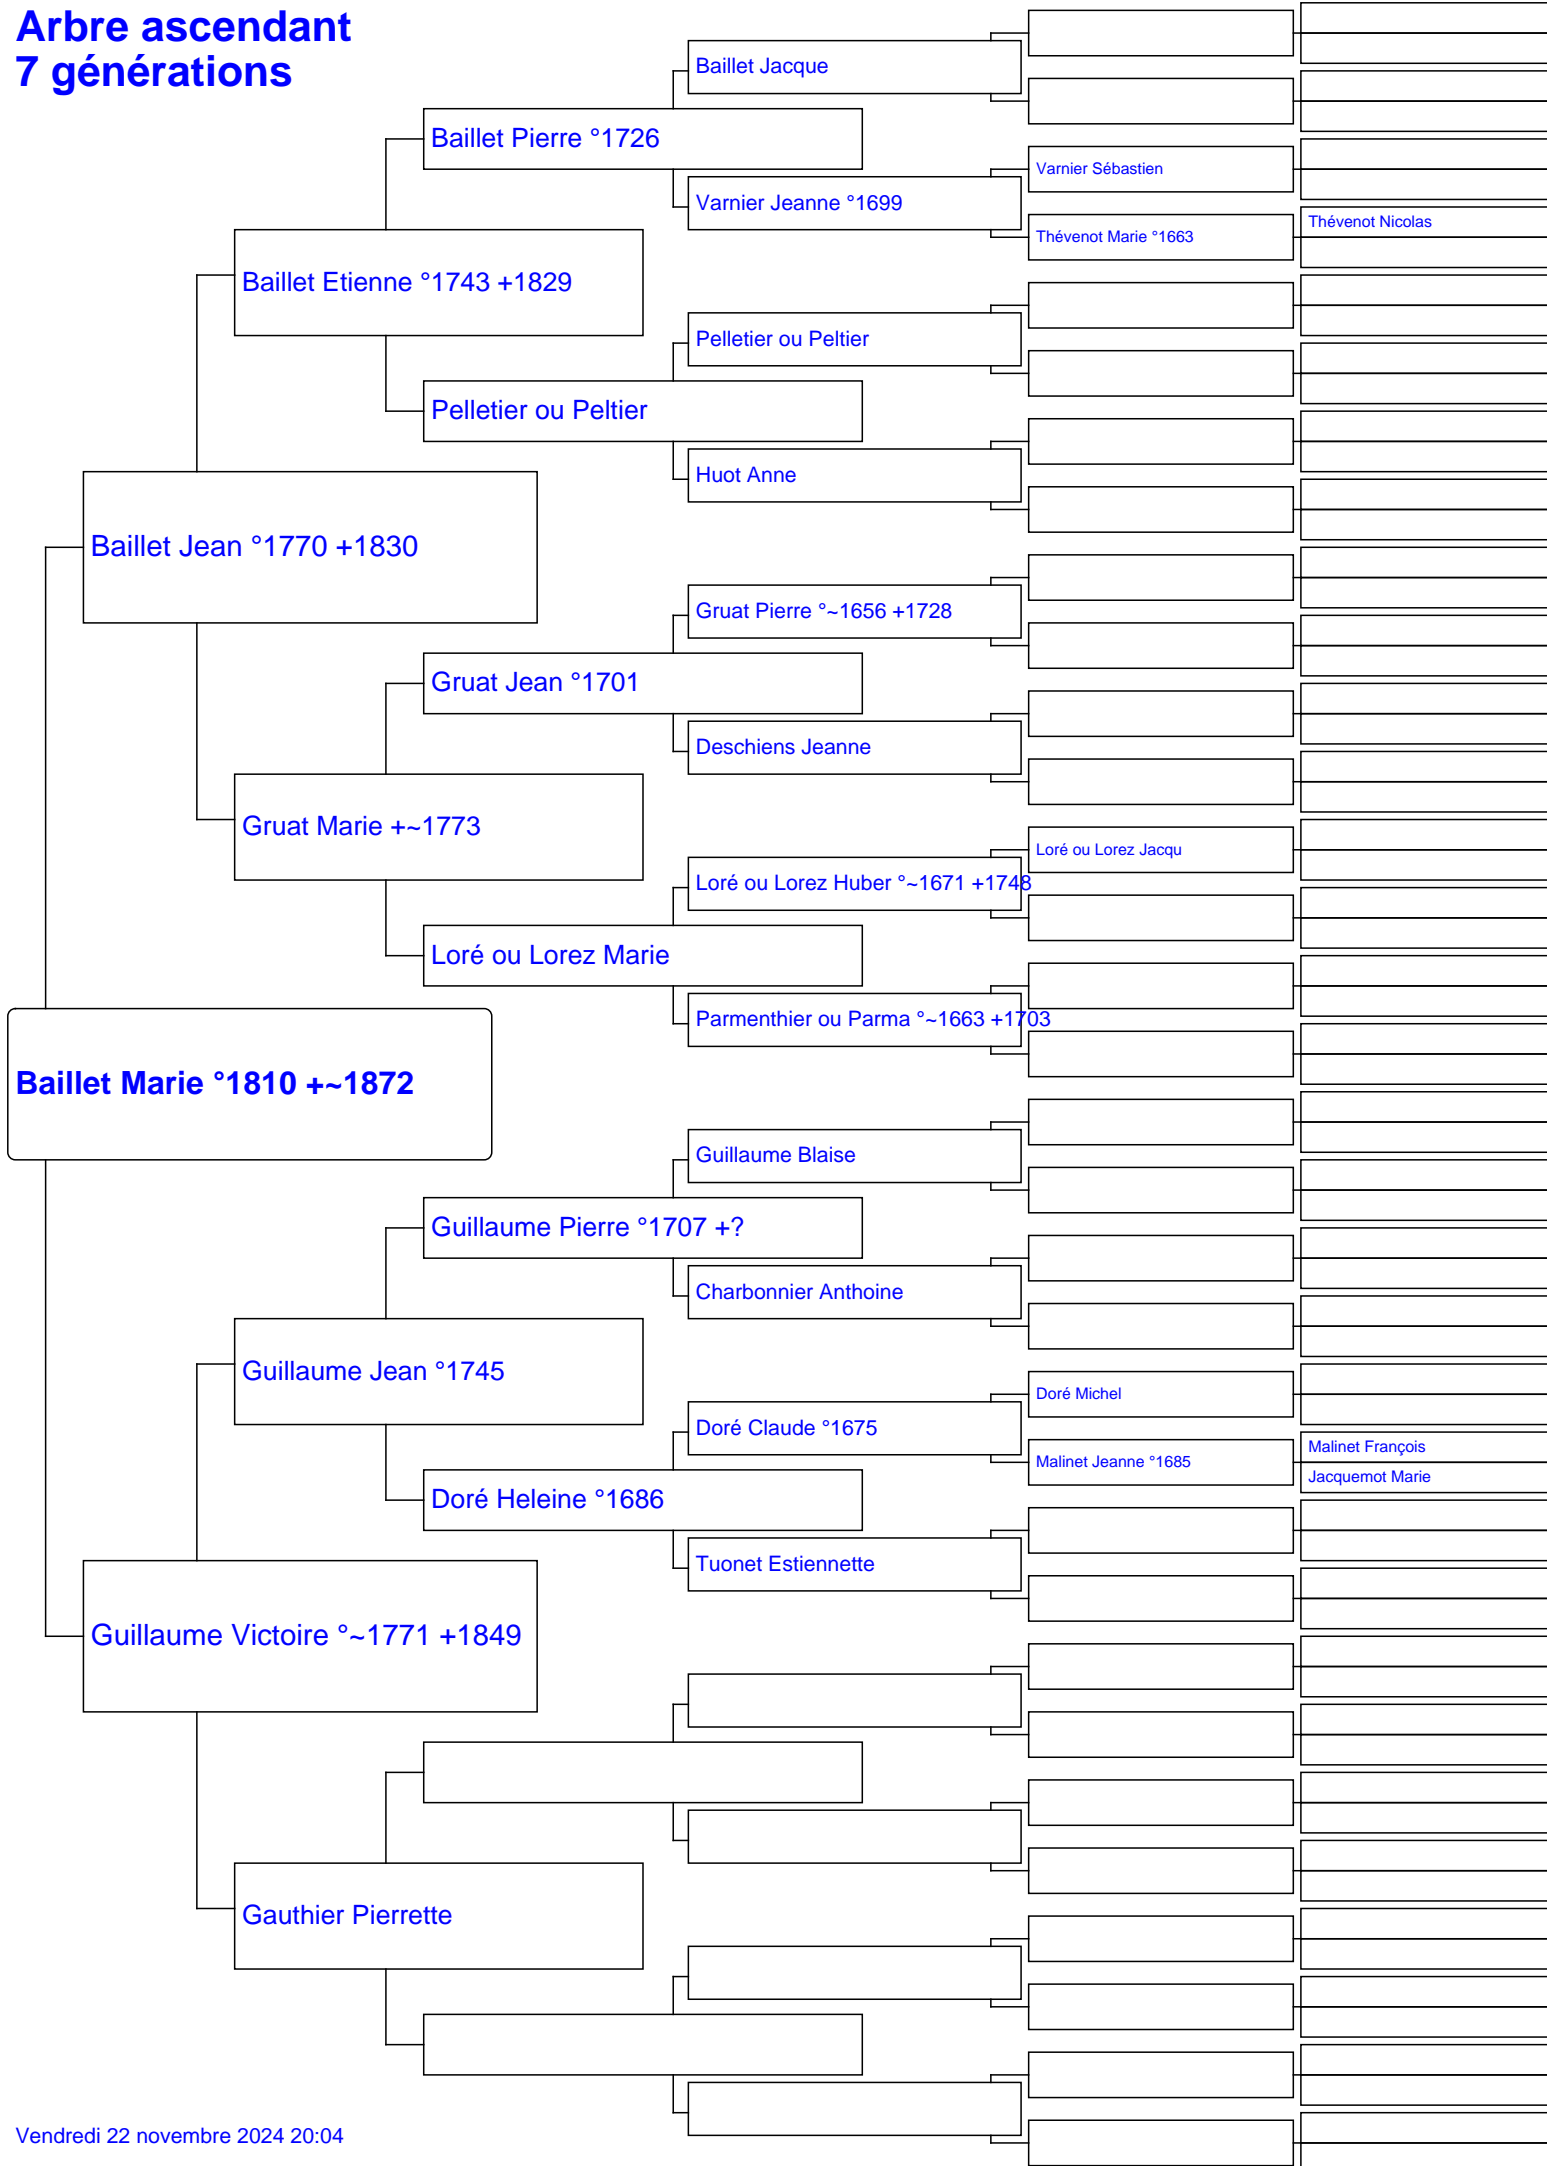 Arbre ascendant
7 générations
Baillet Jacque
Baillet Pierre °1726
Varnier Sébastien
Varnier Jeanne °1699
Thévenot Nicolas
Thévenot Marie °1663
Baillet Etienne °1743 +1829
Pelletier ou Peltier
Pelletier ou Peltier
Huot Anne
Baillet Jean °1770 +1830
Gruat Pierre °~1656 +1728
Gruat Jean °1701
Deschiens Jeanne
Gruat Marie +~1773
Loré ou Lorez Jacqu
Loré ou Lorez Huber °~1671 +1748
Loré ou Lorez Marie
Parmenthier ou Parma °~1663 +1703
Baillet Marie °1810 +~1872
Guillaume Blaise
Guillaume Pierre °1707 +?
Charbonnier Anthoine
Guillaume Jean °1745
Doré Michel
Doré Claude °1675
Malinet François
Malinet Jeanne °1685
Jacquemot Marie
Doré Heleine °1686
Tuonet Estiennette
Guillaume Victoire °~1771 +1849
Gauthier Pierrette
Vendredi 22 novembre 2024 20:04